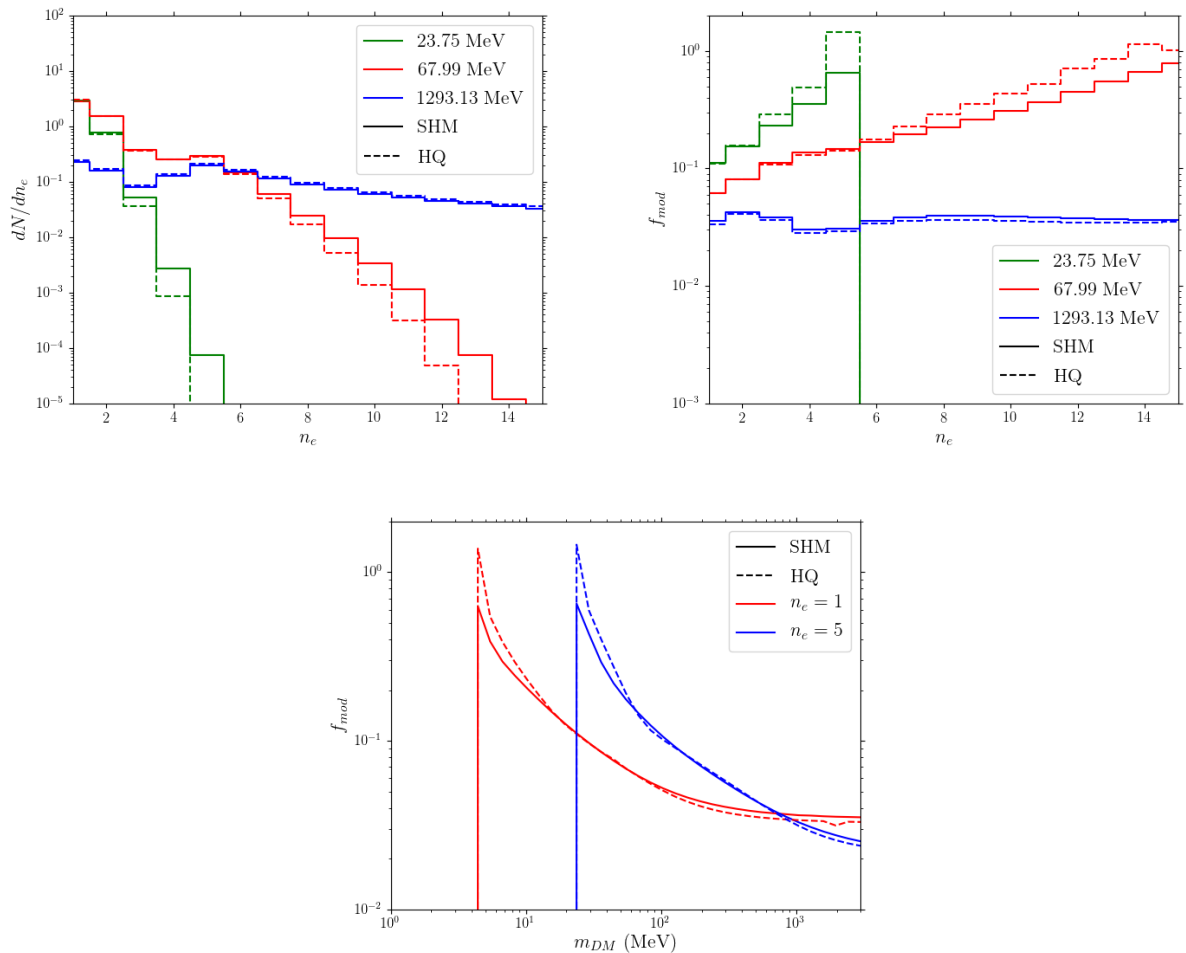 10^2
10^1
10^0
10^-1
10^-2
10^-3
10^-4
10^-5
dN/dn_e
2 4 6 8 10 12 14
n_e
23.75 MeV
67.99 MeV
1293.13 MeV
SHM
HQ
10^0
10^-1
10^-2
10^-3
f_mod
2 4 6 8 10 12 14
n_e
23.75 MeV
67.99 MeV
1293.13 MeV
SHM
HQ
10^0
10^-1
10^-2
f_mod
10^0 10^1 10^2 10^3
m_DM (MeV)
SHM
HQ
n_e = 1
n_e = 5